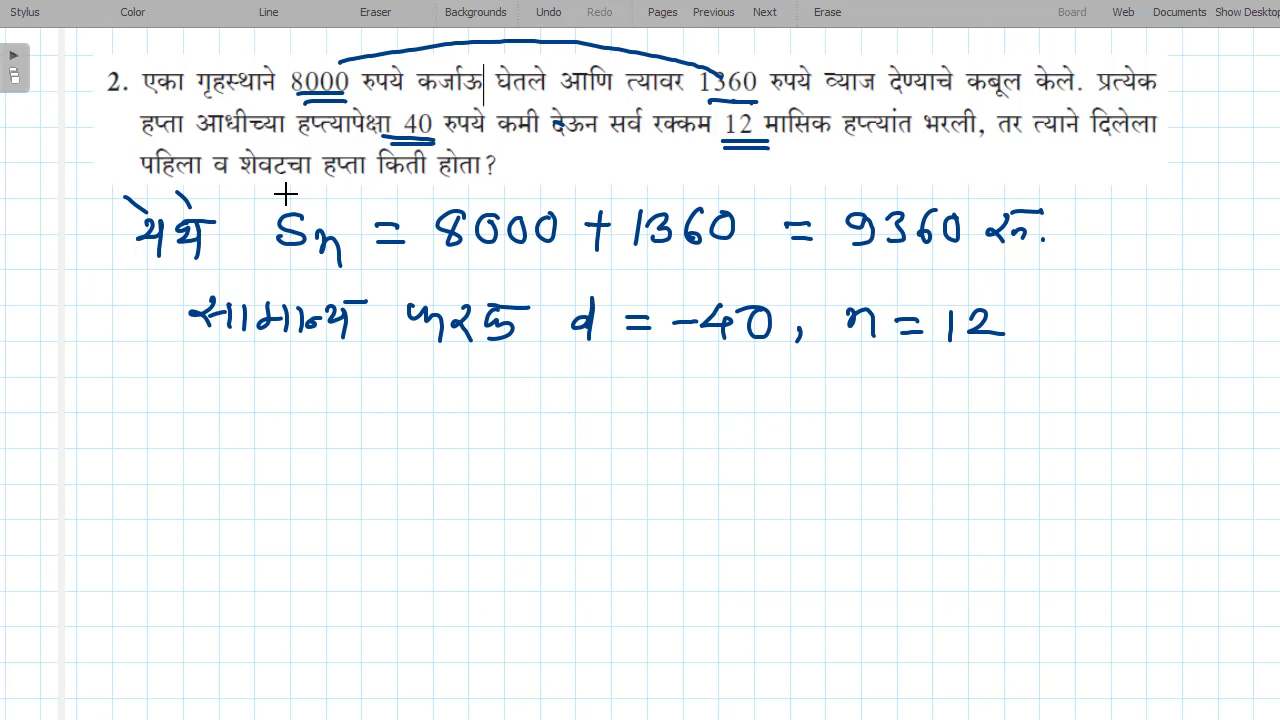 Stylus Color Line Eraser Backgrounds Undo Redo Pages Previous Next Erase Board Web Documents Show Desktop
2. एका गृहस्थाने 8000 रुपये कर्जाऊ घेतले आणि त्यावर 1360 रुपये व्याज देण्याचे कबूल केले. प्रत्येक
हप्ता आधीच्या हप्त्यापेक्षा 40 रुपये कमी देऊन सर्व रक्कम 12 मासिक हप्त्यांत भरली, तर त्याने दिलेला
पहिला व शेवटचा हप्ता किती होता?
येथे Sn = 8000 + 1360 = 9360 रु.
सामान्य फरक d = -40, n = 12